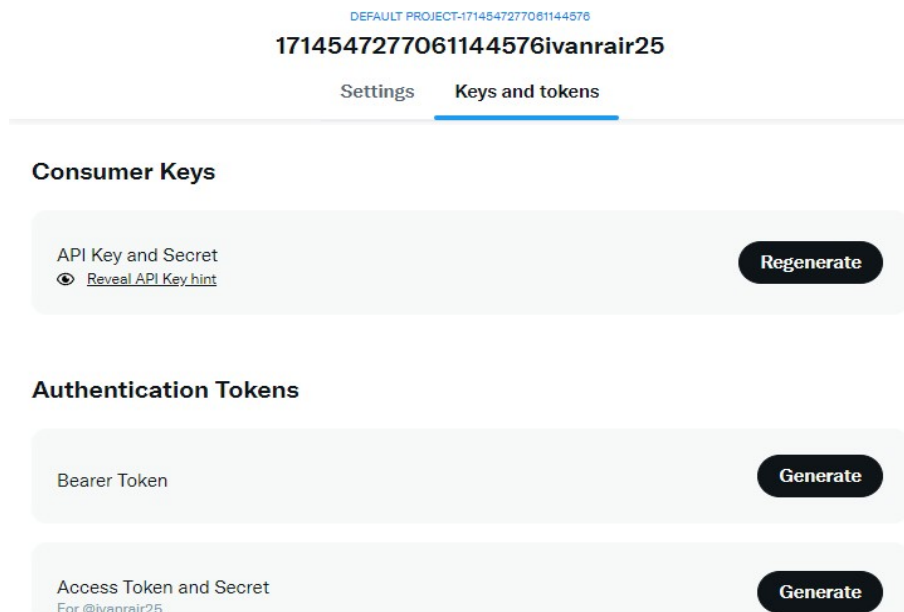 DEFAULT PROJECT-1714547277061144576
1714547277061144576ivanrair25
Settings Keys and tokens
Consumer Keys
API Key and Secret
Reveal API Key hint
Regenerate
Authentication Tokens
Bearer Token
Generate
Access Token and Secret
For @ivanrair25
Generate